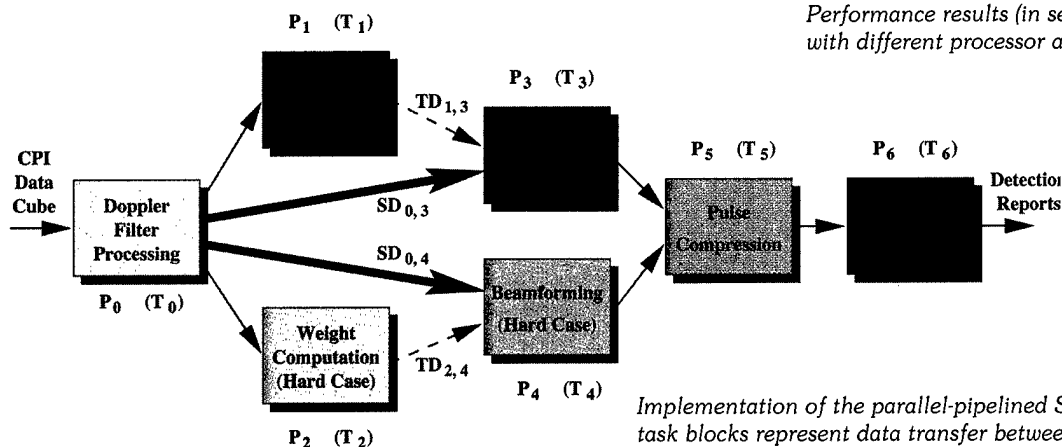 Performance results (in se
with different processor a
P1 (T1)
TD1,3
P3 (T3)
P5 (T5)
P6 (T6)
CPI
Data
Cube
Doppler
Filter
Processing
P0 (T0)
SD0,3
SD0,4
Pulse
Compression
Detection
Reports
Weight
Computation
(Hard Case)
P2 (T2)
TD2,4
Beamforming
(Hard Case)
P4 (T4)
Implementation of the parallel-pipelined S
task blocks represent data transfer betwee